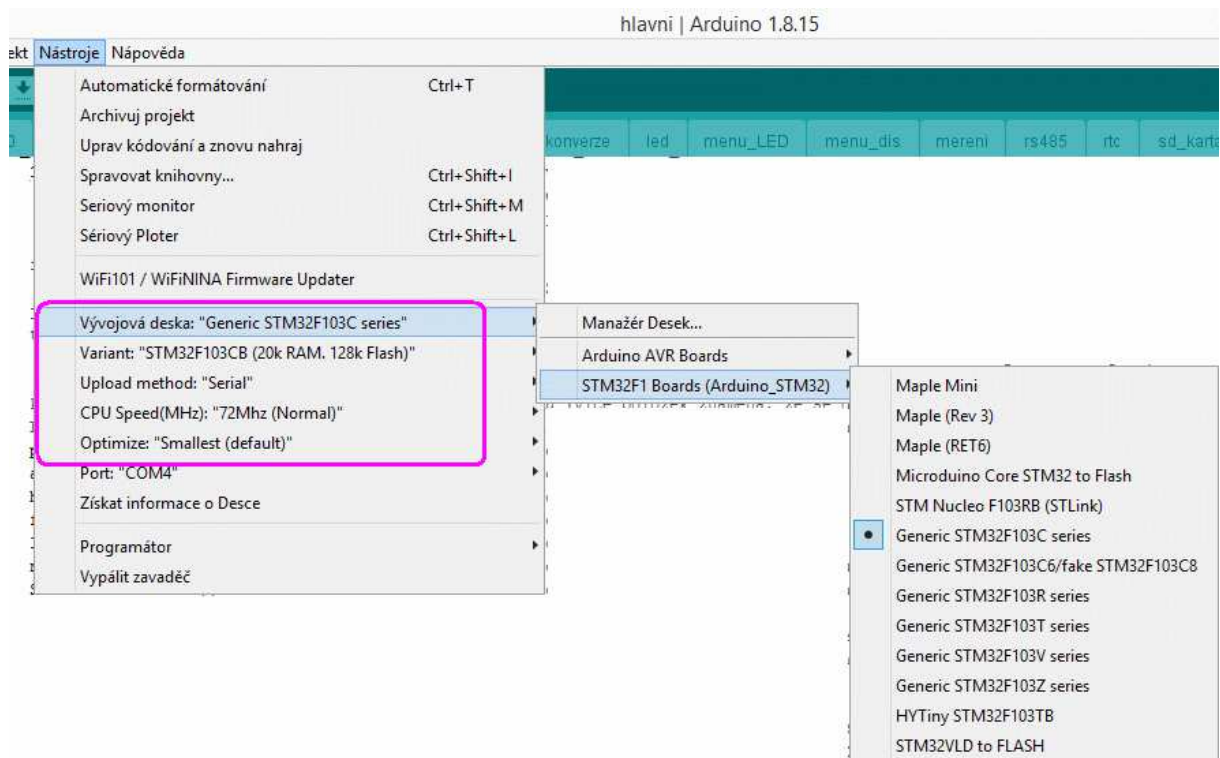 hlavni | Arduino 1.8.15
ekt Nástroje Nápověda
konverze led menu_LED menu_dis mereni rs485 rtc sd_karta
Automatické formátování Ctrl+T
Archivuj projekt
Uprav kódování a znovu nahraj
Spravovat knihovny... Ctrl+Shift+I
Seriový monitor Ctrl+Shift+M
Sériový Ploter Ctrl+Shift+L
WiFi101 / WiFiNINA Firmware Updater
Vývojová deska: "Generic STM32F103C series"
Variant: "STM32F103CB (20k RAM. 128k Flash)"
Upload method: "Serial"
CPU Speed(MHz): "72Mhz (Normal)"
Optimize: "Smallest (default)"
Port: "COM4"
Získat informace o Desce
Programátor
Vypálit zavaděč
Manažér Desek...
Arduino AVR Boards
STM32F1 Boards (Arduino_STM32)
Maple Mini
Maple (Rev 3)
Maple (RET6)
Microduino Core STM32 to Flash
STM Nucleo F103RB (STLink)
Generic STM32F103C series
Generic STM32F103C6/fake STM32F103C8
Generic STM32F103R series
Generic STM32F103T series
Generic STM32F103V series
Generic STM32F103Z series
HYTiny STM32F103TB
STM32VLD to FLASH